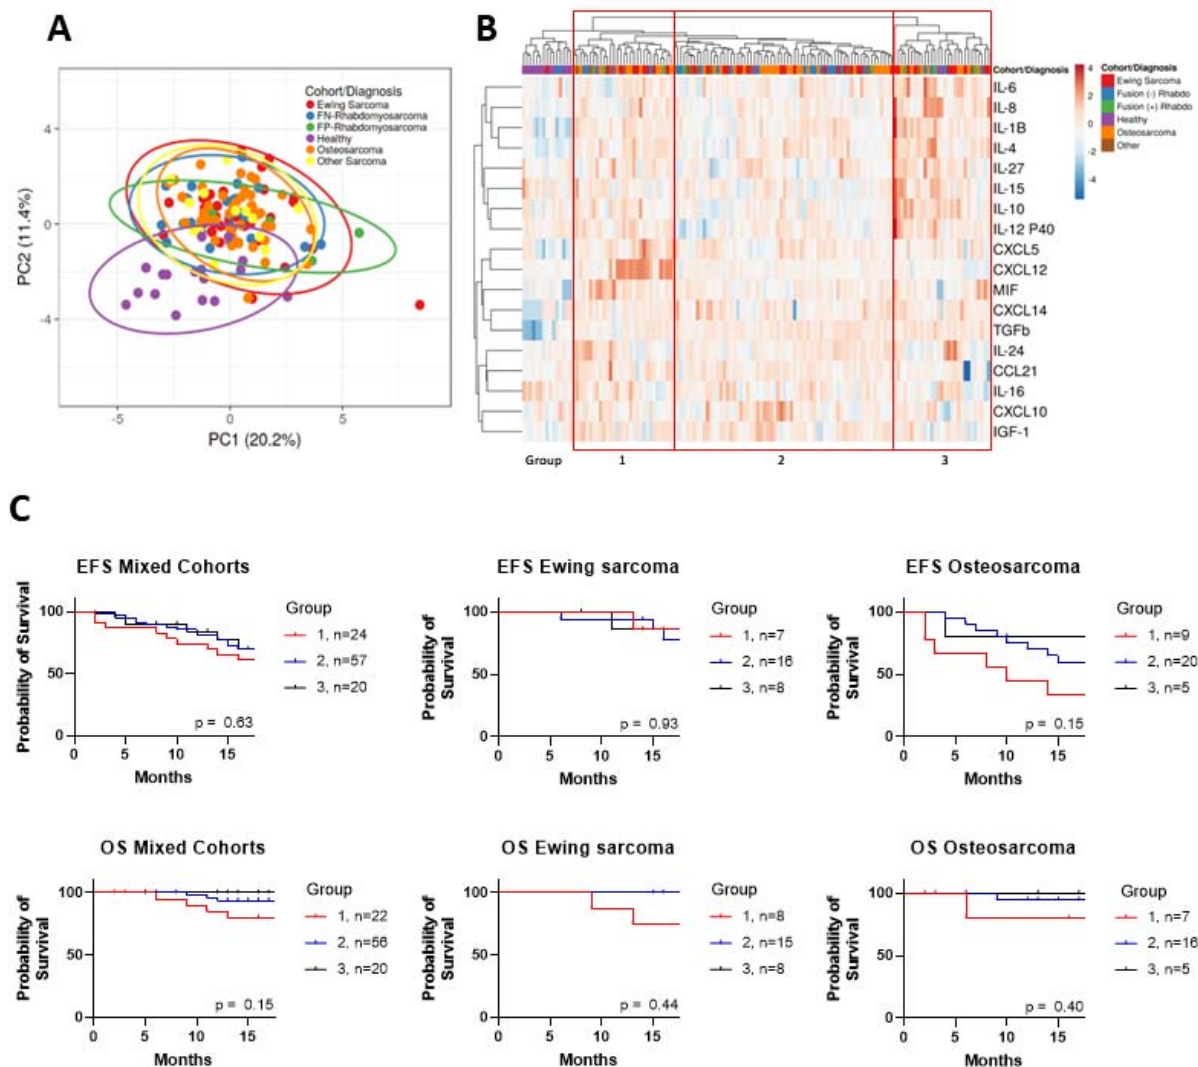 A
Cohort/Diagnosis
Ewing Sarcoma
FN-Rhabdomyosarcoma
FP-Rhabdomyosarcoma
Healthy
Osteosarcoma
Other Sarcoma
4
0
-4
PC2 (11.4%)
-5
0
5
PC1 (20.2%)
B
Cohort/Diagnosis
IL-6
IL-8
IL-1B
IL-4
IL-27
IL-15
IL-10
IL-12 P40
CXCL5
CXCL12
MIF
CXCL14
TGFb
IL-24
CCL21
IL-16
CXCL10
IGF-1
4
2
0
-2
-4
Cohort/Diagnosis
Ewing Sarcoma
Fusion (-) Rhabdo
Fusion (+) Rhabdo
Healthy
Osteosarcoma
Other
Group 1 2 3
C
EFS Mixed Cohorts
Probability of Survival
100
50
0
0 5 10 15
Months
Group
1, n=24
2, n=57
3, n=20
p = 0.63
EFS Ewing sarcoma
Probability of
Survival
100
50
0
0 5 10 15
Months
Group
1, n=7
2, n=16
3, n=8
p = 0.93
EFS Osteosarcoma
Probability of
Survival
100
50
0
0 5 10 15
Months
Group
1, n=9
2, n=20
3, n=5
p = 0.15
OS Mixed Cohorts
Probability of
Survival
100
50
0
0 5 10 15
Months
Group
1, n=22
2, n=56
3, n=20
p = 0.15
OS Ewing sarcoma
Probability of
Survival
100
50
0
0 5 10 15
Months
Group
1, n=8
2, n=15
3, n=8
p = 0.44
OS Osteosarcoma
Probability of
Survival
100
50
0
0 5 10 15
Months
Group
1, n=7
2, n=16
3, n=5
p = 0.40